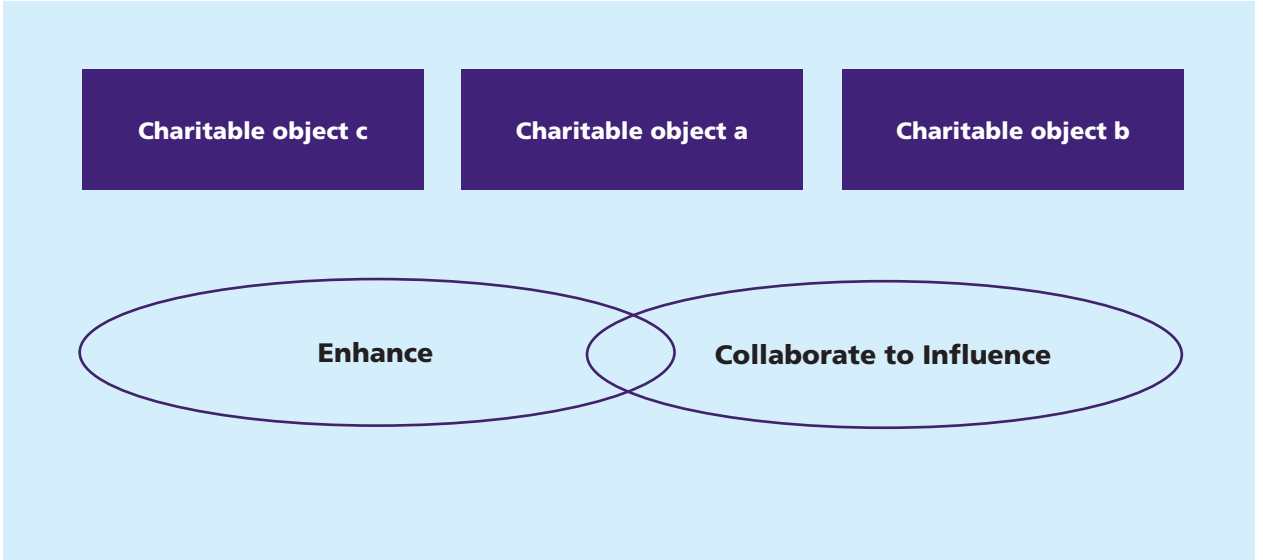 Charitable object c
Charitable object a
Charitable object b
Enhance
Collaborate to Influence